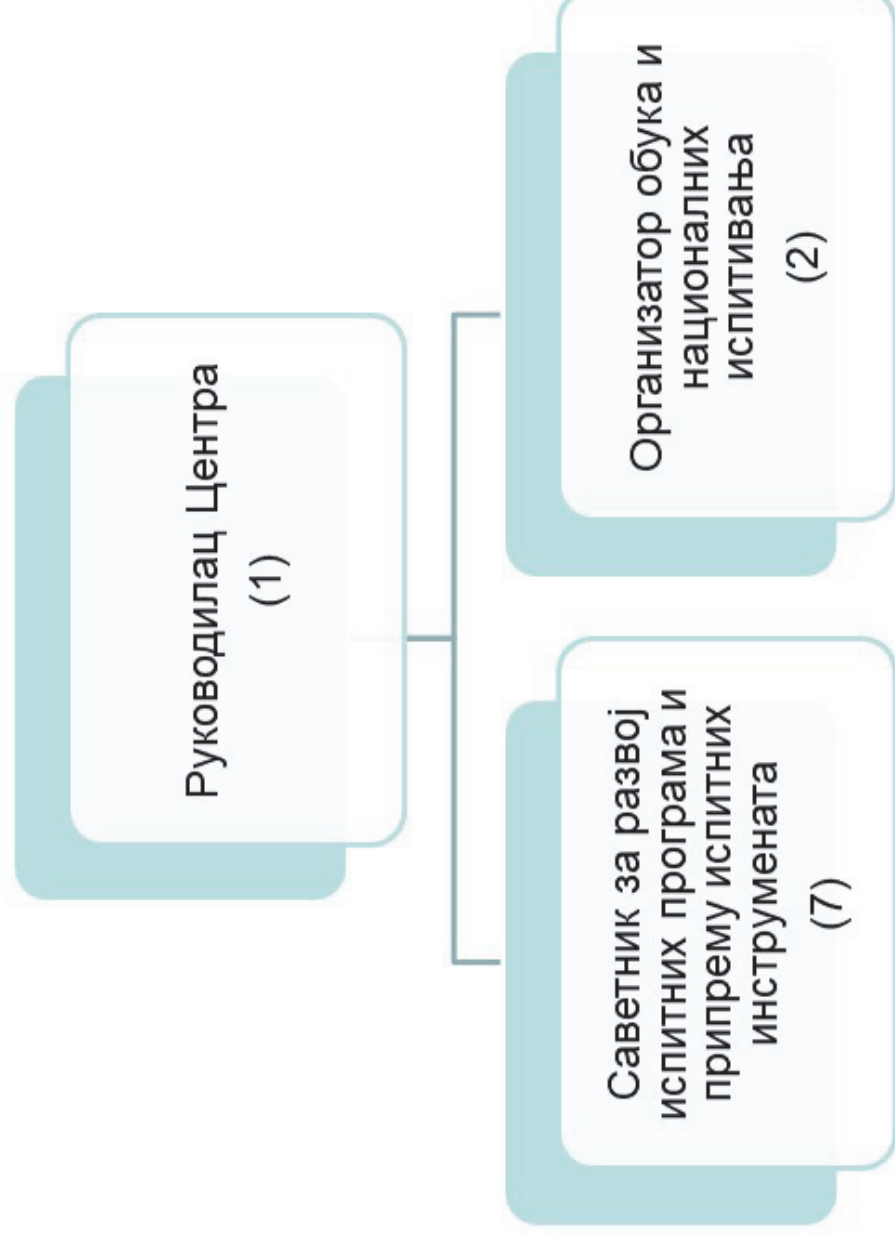 Руководилац Центра
(1)
Саветник за развој
испитних програма и
припрему испитних
инструмената
(7)
Организатор обука и
националних
испитивања
(2)